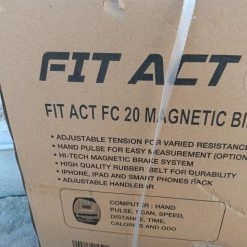 FIT ACT
FIT ACT FC 20 MAGNETIC BI
• ADJUSTABLE TENSION FOR VARIED RESISTANCE
• HAND PULSE FOR EASY MEASUREMENT (OPTION
• HI-TECH MAGNETIC BRAKE SYSTEM
• HIGH QUALITY RUBBER BELT FOR DURABILITY
• IPHONE, IPAD AND SMART PHONES RACK
• ADJUSTABLE HANDLEBAR
COMPUTER : HAND
PULSE, SCAN, SPEED,
DISTANCE, TIME,
CALORIES AND ODO